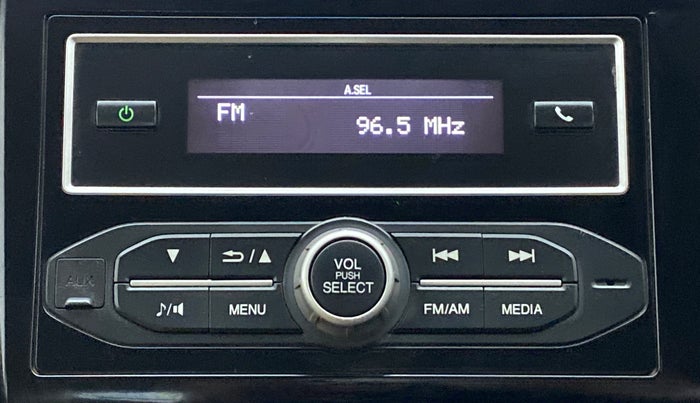 A.SEL
FM
96.5 MHz
VOL
PUSH
SELECT
AUX
MENU
FM/AM
MEDIA